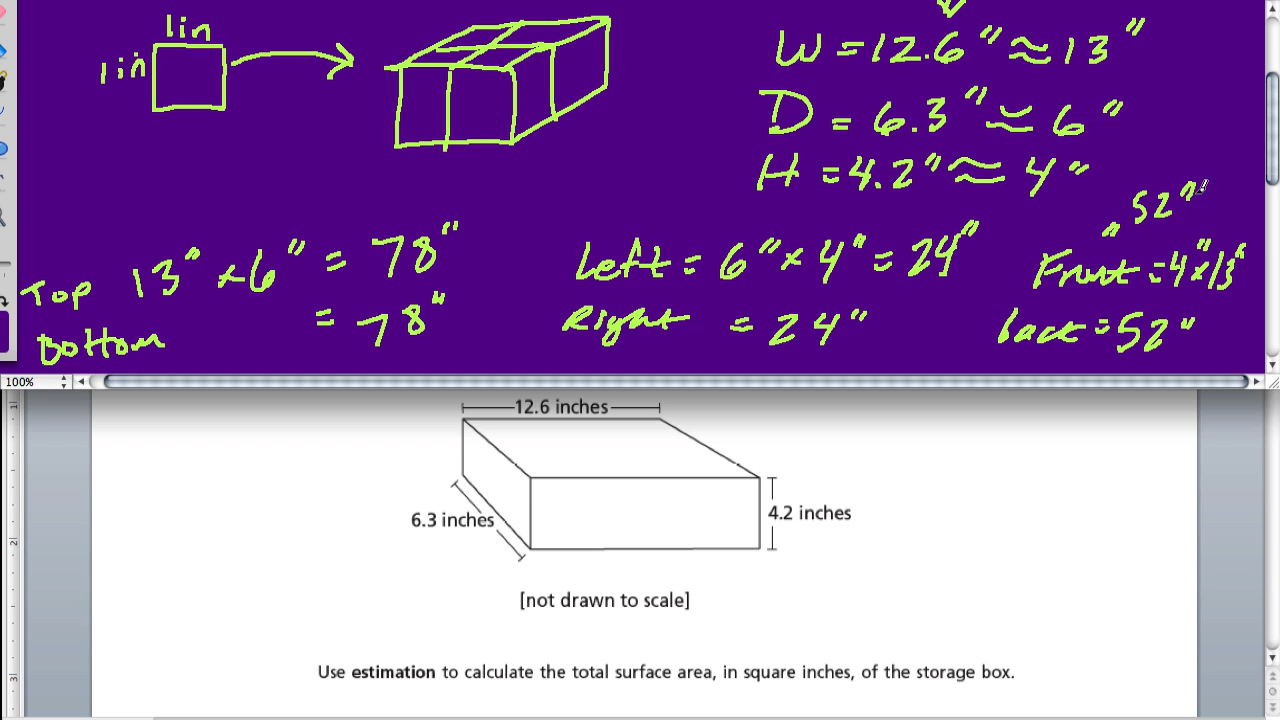 1in
1in
W = 12.6" ≈ 13"
D = 6.3" ≈ 6"
H = 4.2" ≈ 4"
Top 13" × 6" = 78"
Bottom = 78"
Left = 6" × 4" = 24"
Right = 24"
" 52"
Front = 4" × 13"
back = 52"
100%
12.6 inches
6.3 inches
4.2 inches
[not drawn to scale]
Use estimation to calculate the total surface area, in square inches, of the storage box.
1
2
3